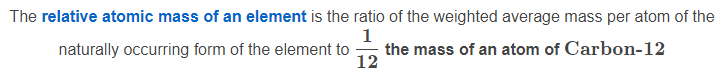 The relative atomic mass of an element is the ratio of the weighted average mass per atom of the
naturally occurring form of the element to 1/12 the mass of an atom of Carbon-12